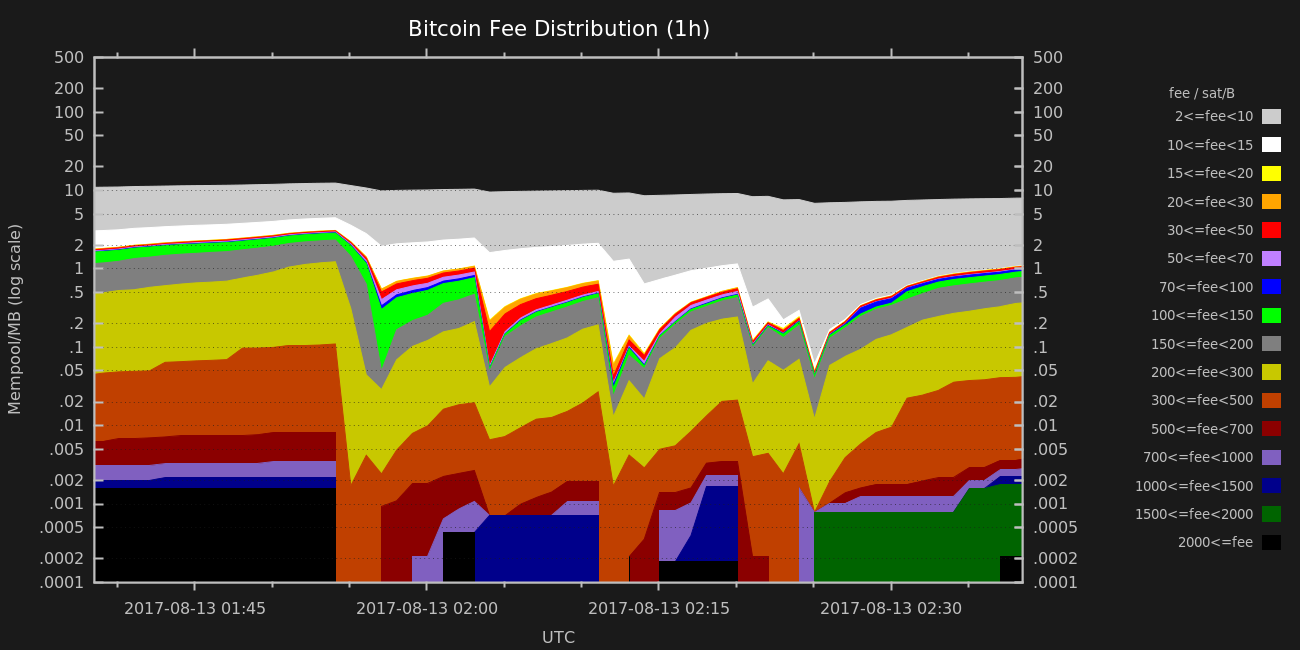 Bitcoin Fee Distribution (1h)
Mempool/MB (log scale)
500
200
100
50
20
10
5
2
1
.5
.2
.1
.05
.02
.01
.005
.002
.001
.0005
.0002
.0001
500
200
100
50
20
10
5
2
1
.5
.2
.1
.05
.02
.01
.005
.002
.001
.0005
.0002
.0001
2017-08-13 01:45
2017-08-13 02:00
2017-08-13 02:15
2017-08-13 02:30
UTC
fee / sat/B
2<=fee<10
10<=fee<15
15<=fee<20
20<=fee<30
30<=fee<50
50<=fee<70
70<=fee<100
100<=fee<150
150<=fee<200
200<=fee<300
300<=fee<500
500<=fee<700
700<=fee<1000
1000<=fee<1500
1500<=fee<2000
2000<=fee